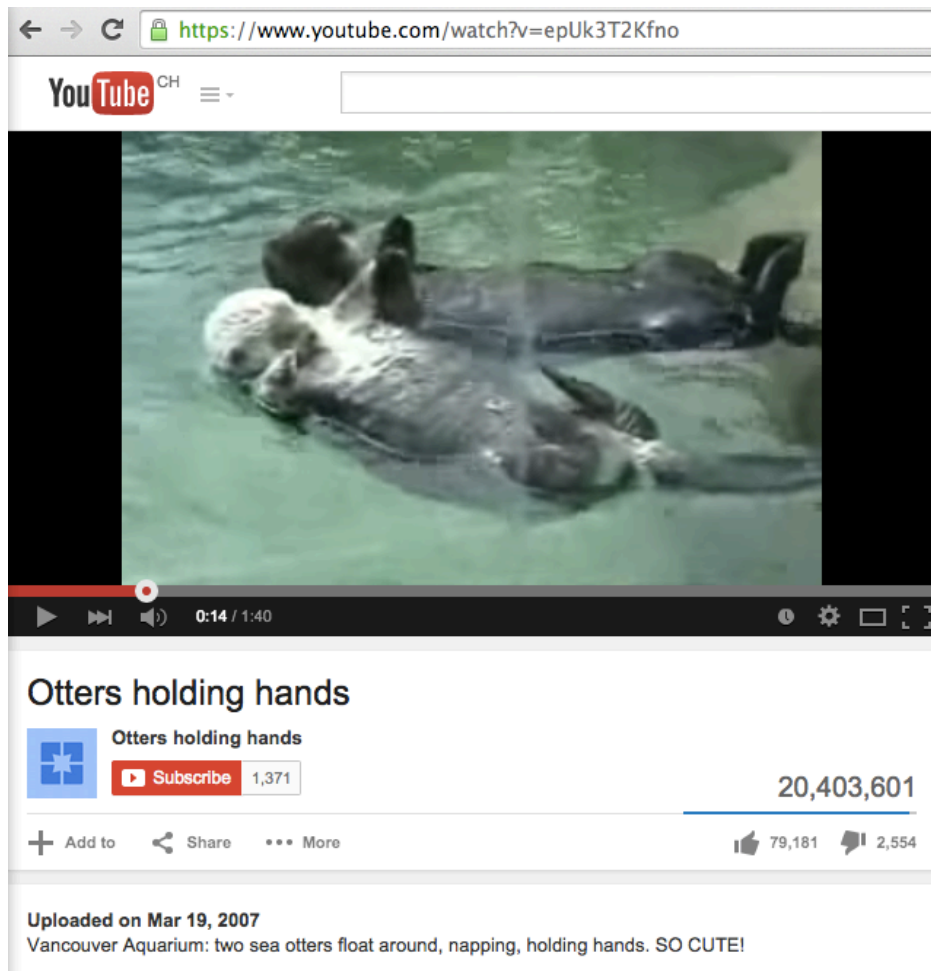 https://www.youtube.com/watch?v=epUk3T2Kfno
YouTube CH
0:14 / 1:40
Otters holding hands
Otters holding hands
Subscribe 1,371
20,403,601
Add to Share More 79,181 2,554
Uploaded on Mar 19, 2007
Vancouver Aquarium: two sea otters float around, napping, holding hands. SO CUTE!